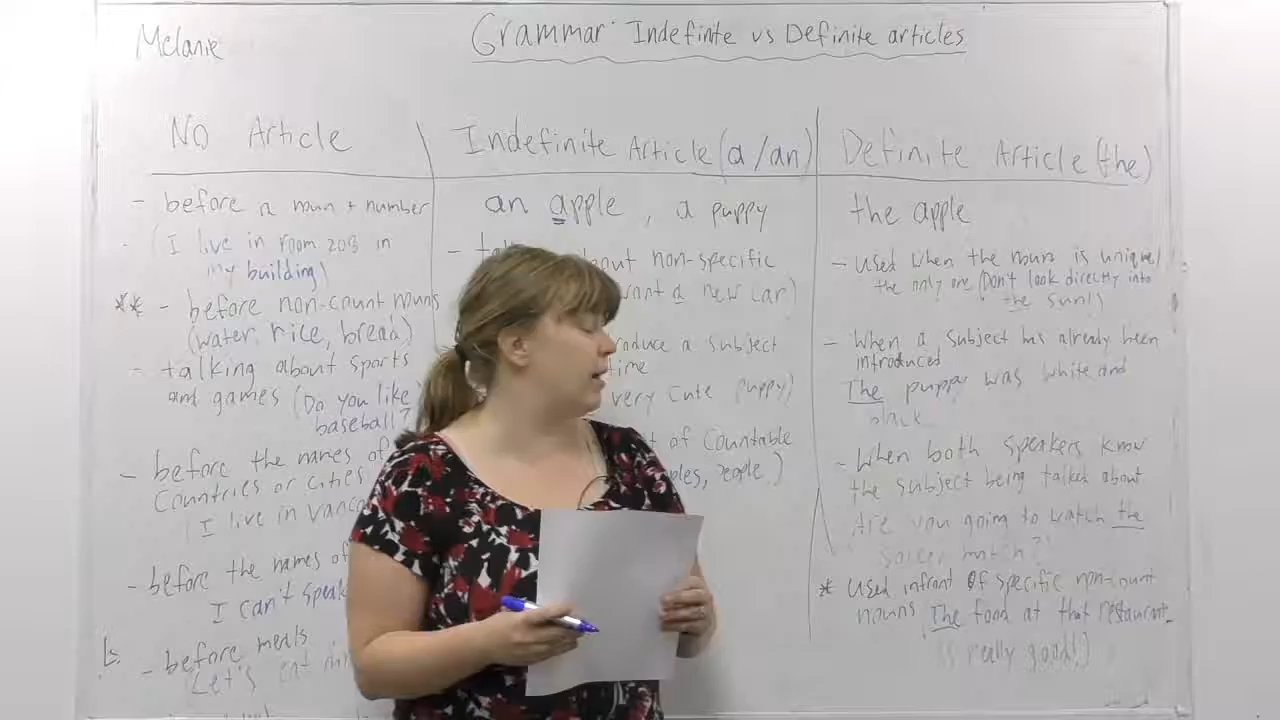 Melanie
Grammar: Indefinite vs Definite articles
No Article
- before a noun + number
(I live in room 203 in
my building)
** - before non-count nouns
(water, rice, bread)
- talking about sports
and games (Do you like
baseball?
- before the names of
Countries or Cities
I live in Vanco
- before the names of
I can't speak
- before meals
Let's eat
Indefinite Article (a/an)
an apple, a puppy
- about non-specific
want a new car)
roduce a subject
time
very cute puppy)
t of Countable
ples, people.)
Definite Article (the)
the apple
- Used when the noun is unique/
the only one (Don't look directly into
the sun!)
- When a subject has already been
introduced
The puppy was white and
black
- When both speakers know
the subject being talked about
Are you going to watch the
soccer match?
* Used infront of specific non-count
nouns (The food at that restaurant
is really good!)